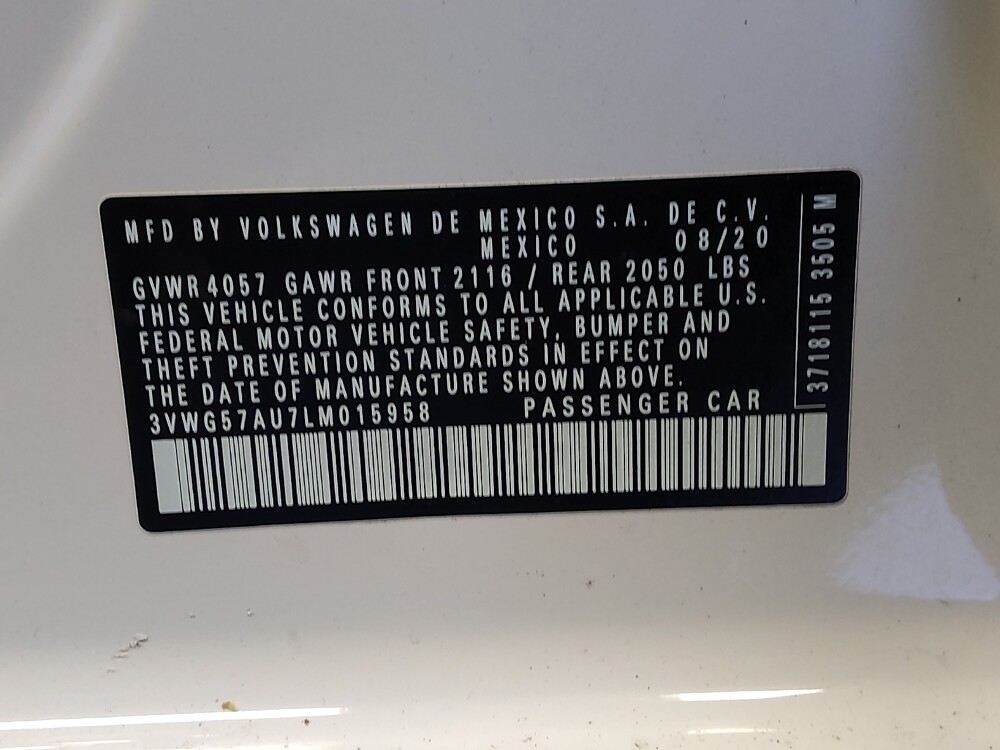 MFD BY VOLKSWAGEN DE MEXICO S.A. DE C.V.
MEXICO 08/20
GVWR 4057 GAWR FRONT 2116 / REAR 2050 LBS
THIS VEHICLE CONFORMS TO ALL APPLICABLE U.S.
FEDERAL MOTOR VEHICLE SAFETY, BUMPER AND
THEFT PREVENTION STANDARDS IN EFFECT ON
THE DATE OF MANUFACTURE SHOWN ABOVE.
3VWG57AU7LM015958 PASSENGER CAR
3718115 3505 M